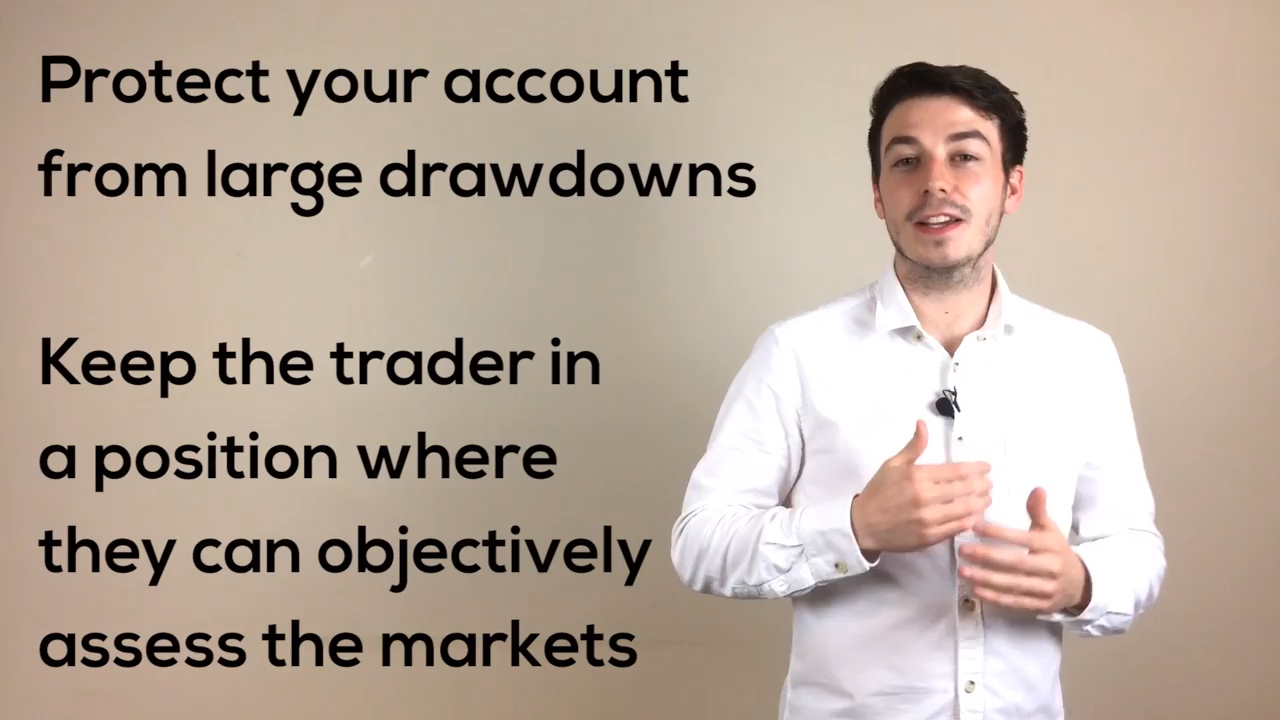 Protect your account
from large drawdowns
Keep the trader in
a position where
they can objectively
assess the markets